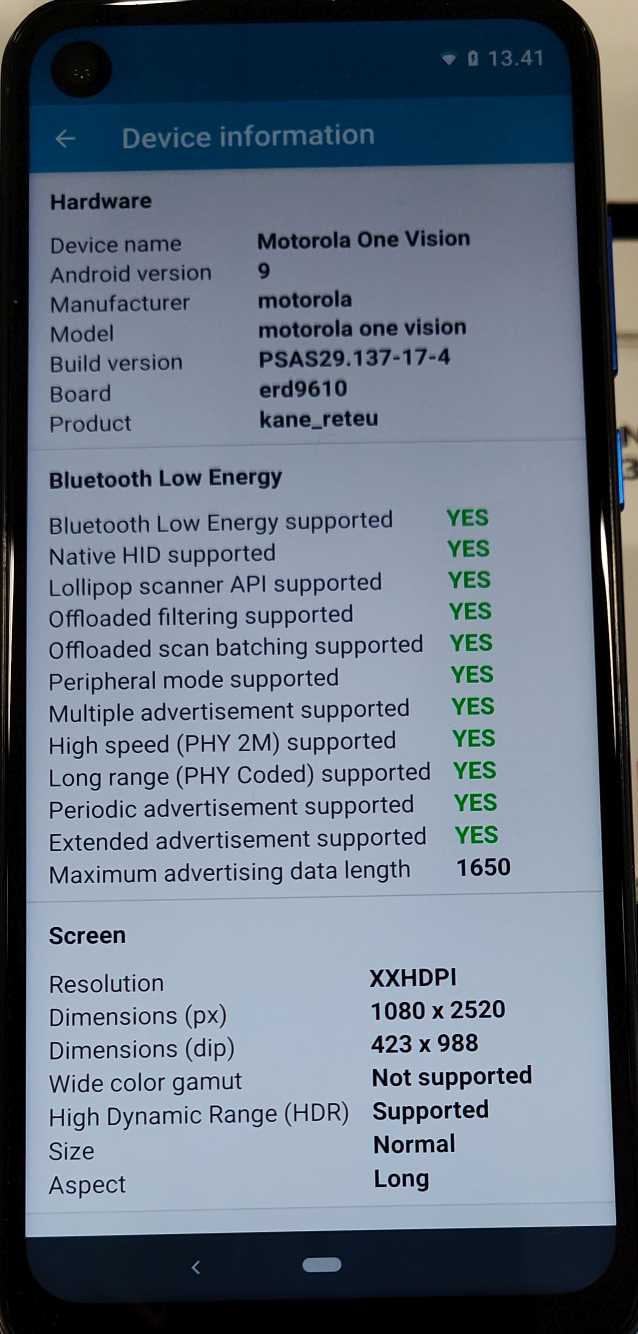 13.41
Device information
Hardware
Device name Motorola One Vision
Android version 9
Manufacturer motorola
Model motorola one vision
Build version PSAS29.137-17-4
Board erd9610
Product kane_reteu
Bluetooth Low Energy
Bluetooth Low Energy supported YES
Native HID supported YES
Lollipop scanner API supported YES
Offloaded filtering supported YES
Offloaded scan batching supported YES
Peripheral mode supported YES
Multiple advertisement supported YES
High speed (PHY 2M) supported YES
Long range (PHY Coded) supported YES
Periodic advertisement supported YES
Extended advertisement supported YES
Maximum advertising data length 1650
Screen
Resolution XXHDPI
Dimensions (px) 1080 x 2520
Dimensions (dip) 423 x 988
Wide color gamut Not supported
High Dynamic Range (HDR) Supported
Size Normal
Aspect Long